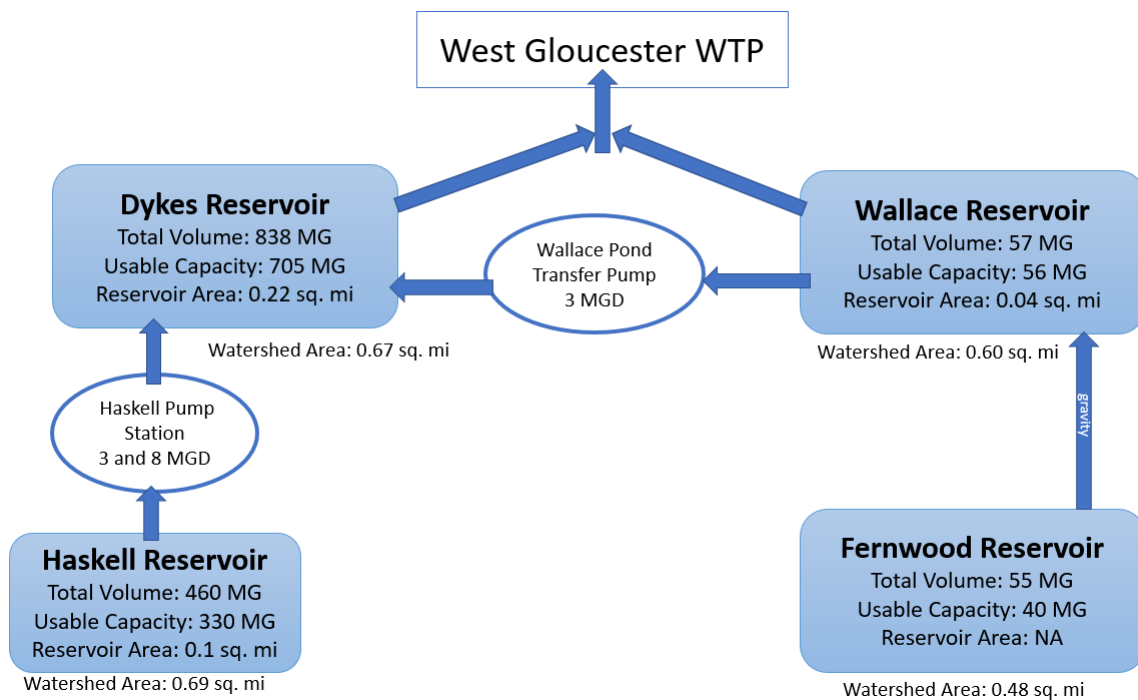 West Gloucester WTP
Dykes Reservoir
Total Volume: 838 MG
Usable Capacity: 705 MG
Reservoir Area: 0.22 sq. mi
Watershed Area: 0.67 sq. mi
Wallace Pond
Transfer Pump
3 MGD
Wallace Reservoir
Total Volume: 57 MG
Usable Capacity: 56 MG
Reservoir Area: 0.04 sq. mi
Watershed Area: 0.60 sq. mi
Haskell Pump
Station
3 and 8 MGD
gravity
Haskell Reservoir
Total Volume: 460 MG
Usable Capacity: 330 MG
Reservoir Area: 0.1 sq. mi
Watershed Area: 0.69 sq. mi
Fernwood Reservoir
Total Volume: 55 MG
Usable Capacity: 40 MG
Reservoir Area: NA
Watershed Area: 0.48 sq. mi